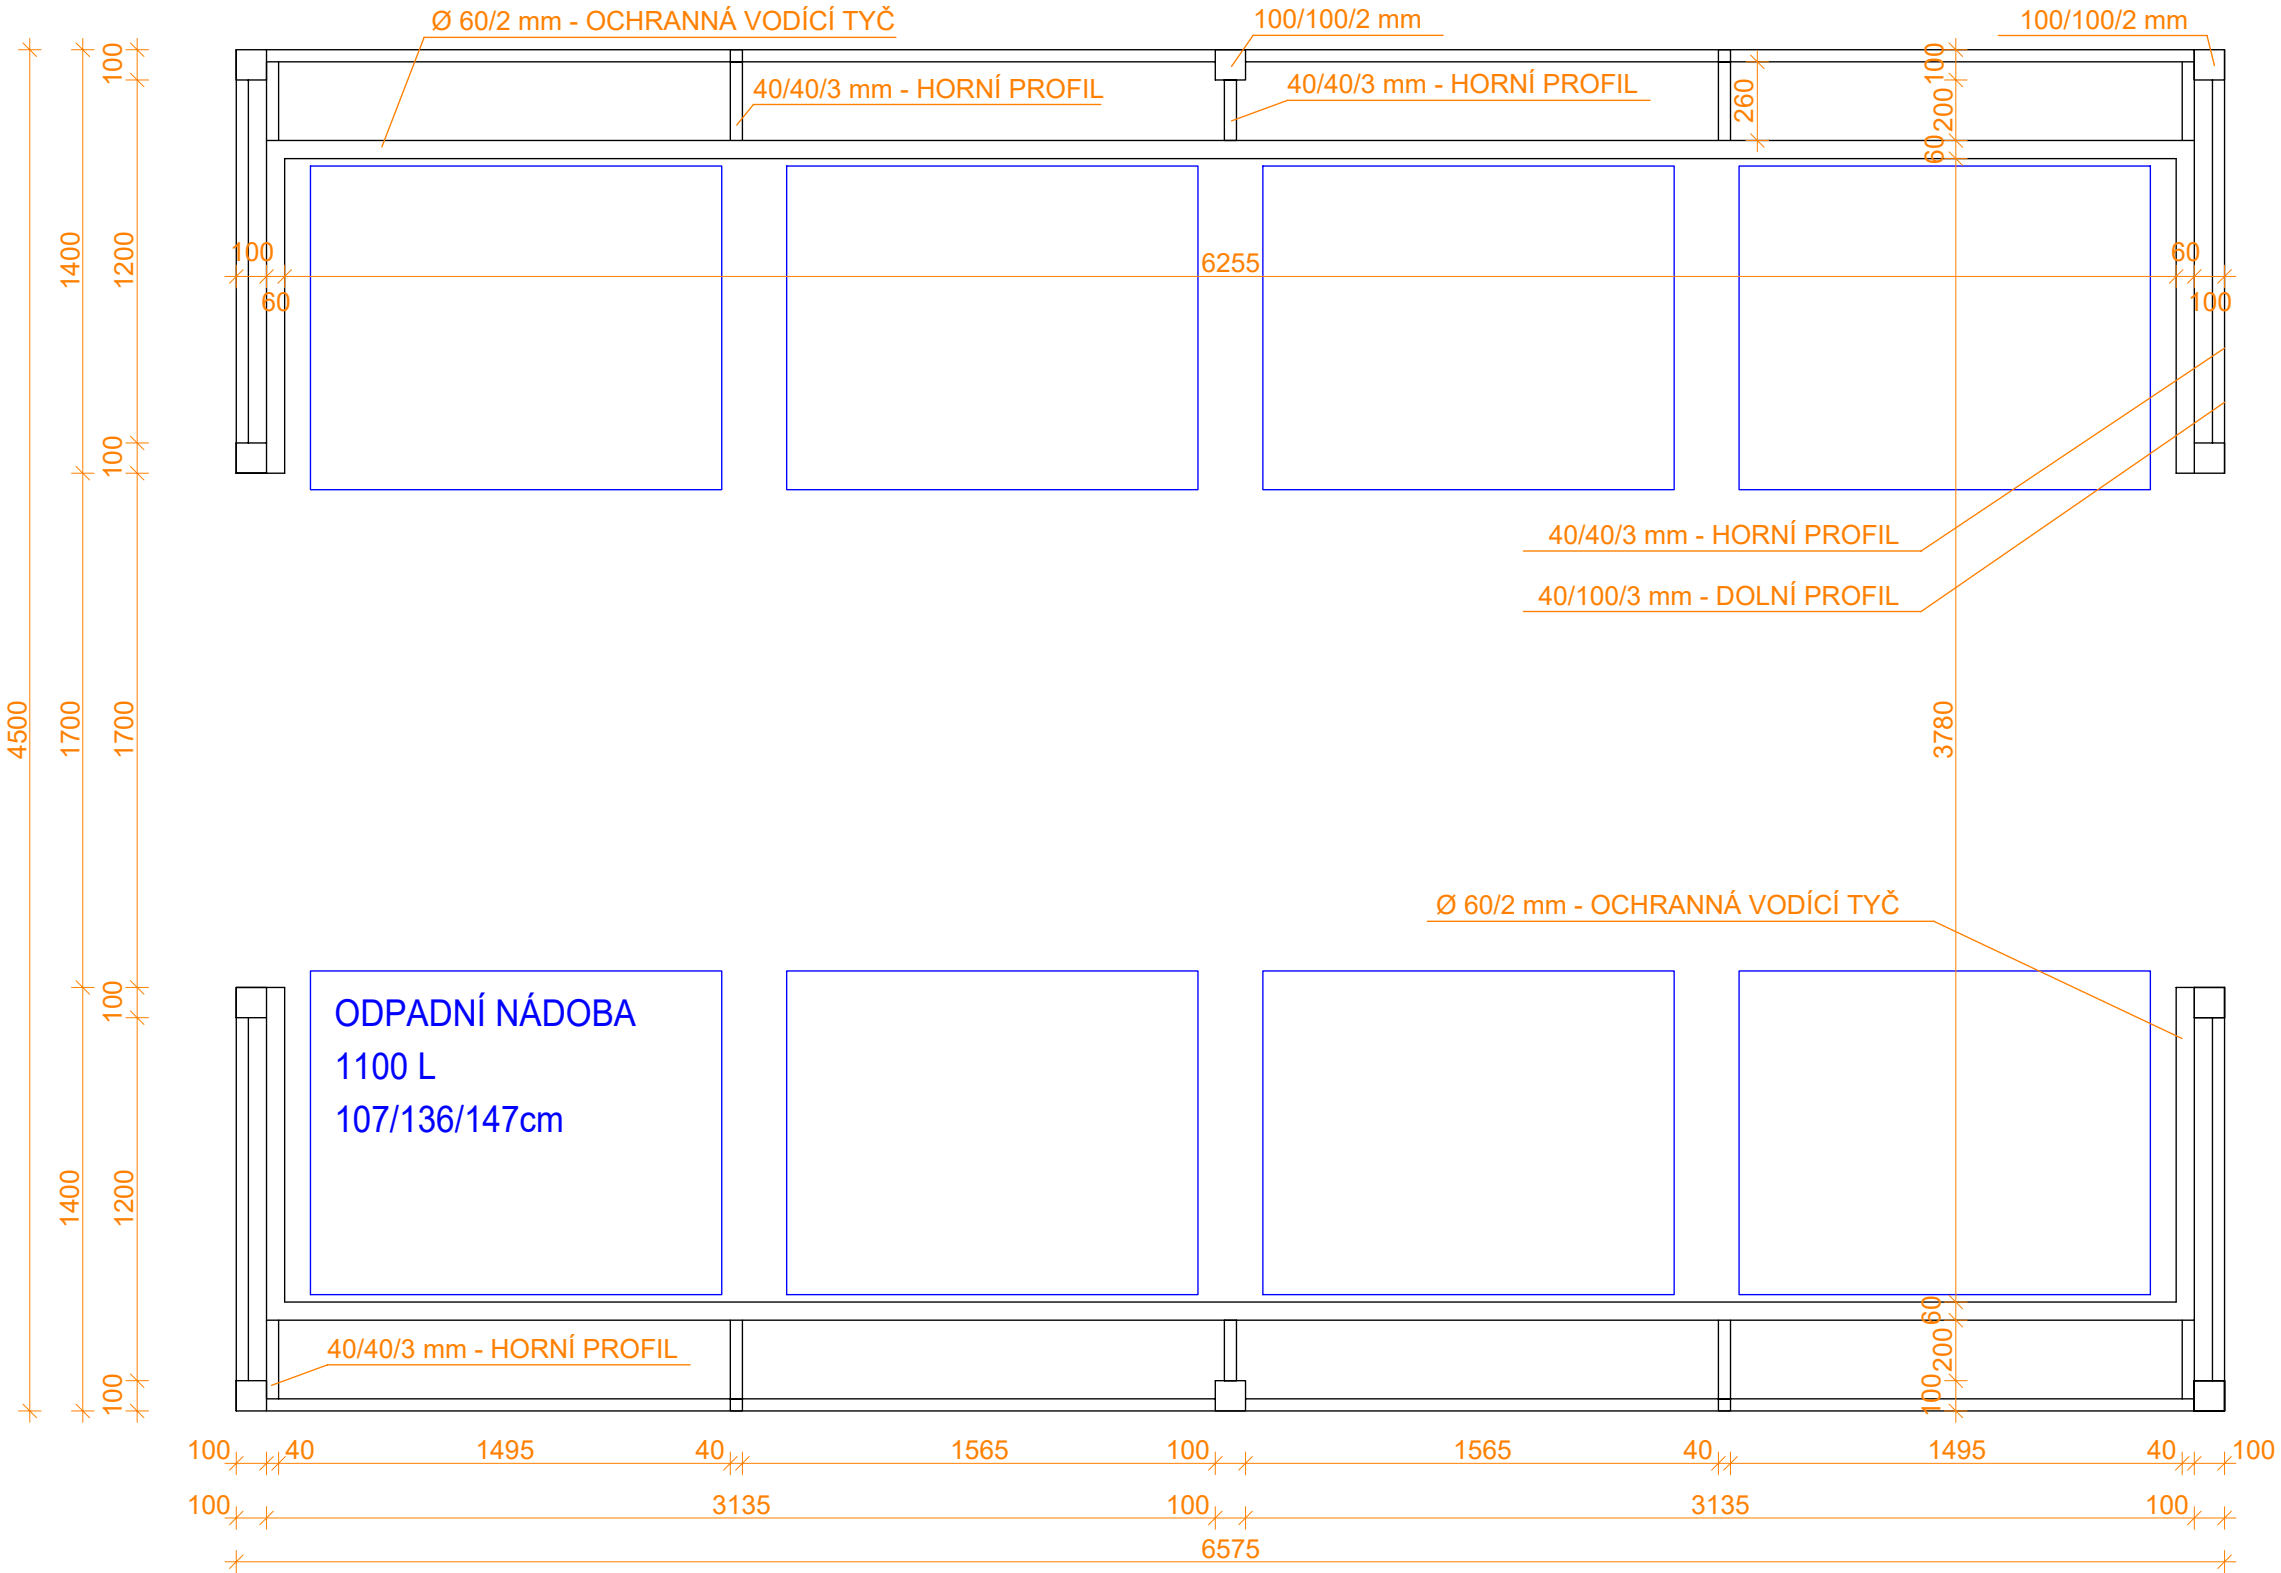 Ø 60/2 mm - OCHRANNÁ VODÍCÍ TYČ
100/100/2 mm
100/100/2 mm
40/40/3 mm - HORNÍ PROFIL
40/40/3 mm - HORNÍ PROFIL
100
100
260
200
60
1400
1200
100
60
6255
60
100
100
40/40/3 mm - HORNÍ PROFIL
40/100/3 mm - DOLNÍ PROFIL
4500
1700
1700
3780
Ø 60/2 mm - OCHRANNÁ VODÍCÍ TYČ
100
ODPADNÍ NÁDOBA
1100 L
107/136/147cm
1400
1200
60
200
100
40/40/3 mm - HORNÍ PROFIL
100
100 40 1495 40 1565 100 1565 40 1495 40 100
100 3135 100 3135 100
6575